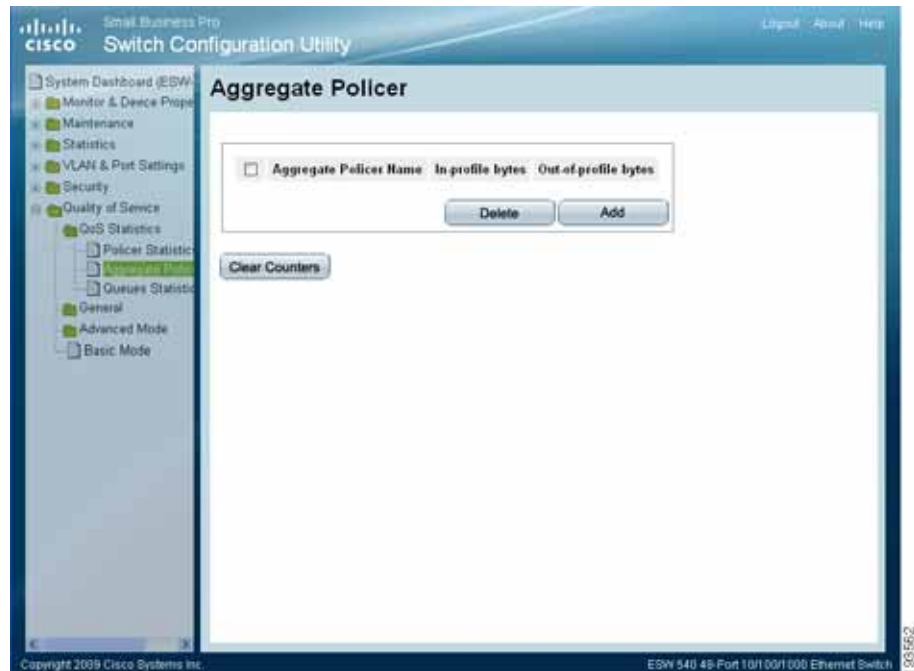 Small Business Pro
Logout About Help
CISCO Switch Configuration Utility
System Dashboard (ESW-
Monitor & Device Prope
Maintenance
Statistics
VLAN & Port Settings
Security
Quality of Service
QoS Statistics
Policer Statistic
Aggregate Polic
Queues Statistic
General
Advanced Mode
Basic Mode
Aggregate Policer
Aggregate Policer Name In-profile bytes Out-of-profile bytes
Delete Add
Clear Counters
Copyright 2009 Cisco Systems Inc.
ESW 540 48-Port 10/100/1000 Ethernet Switch